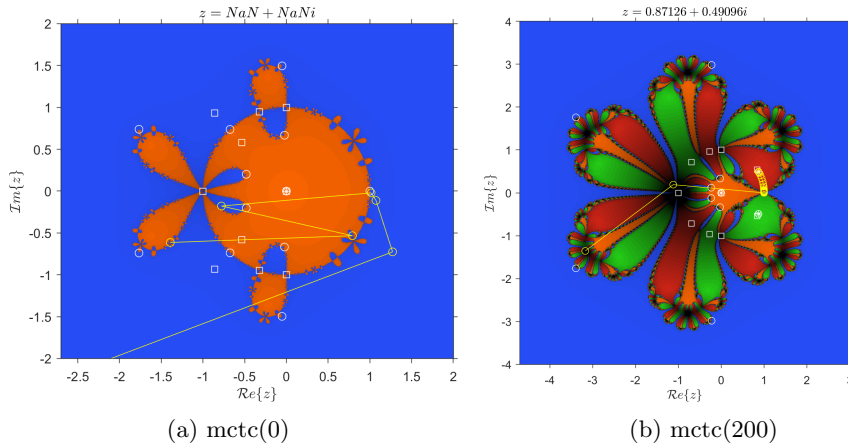 z = NaN + NaNi
2
1.5
1
0.5
0
-0.5
-1
-1.5
-2
Im{z}
-2.5 -2 -1.5 -1 -0.5 0 0.5 1 1.5 2
Re{z}
(a) mctc(0)
z = 0.87126 + 0.49096i
4
3
2
1
0
-1
-2
-3
-4
Im{z}
-4 -3 -2 -1 0 1 2 3
Re{z}
(b) mctc(200)